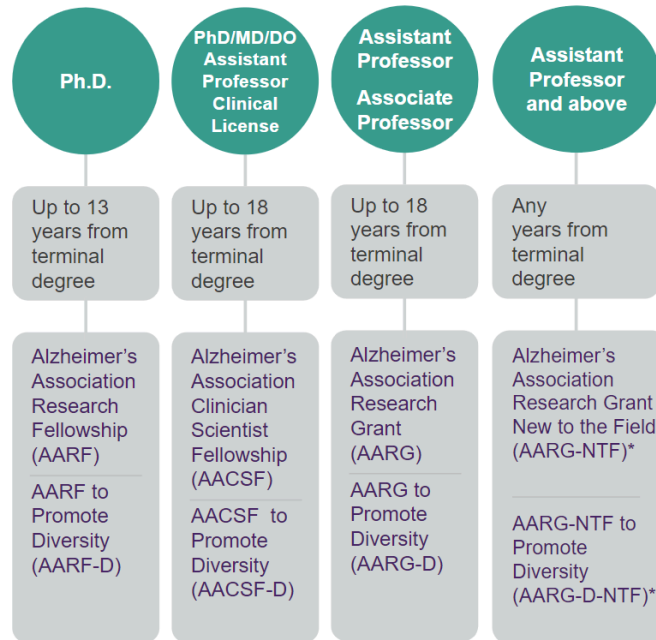 Ph.D.
PhD/MD/DO
Assistant
Professor
Clinical
License
Assistant
Professor
Associate
Professor
Assistant
Professor
and above
Up to 13
years from
terminal
degree
Up to 18
years from
terminal
degree
Up to 18
years from
terminal
degree
Any
years from
terminal
degree
Alzheimer's
Association
Research
Fellowship
(AARF)
AARF to
Promote
Diversity
(AARF-D)
Alzheimer's
Association
Clinician
Scientist
Fellowship
(AACSF)
AACSF to
Promote
Diversity
(AACSF-D)
Alzheimer's
Association
Research
Grant
(AARG)
AARG to
Promote
Diversity
(AARG-D)
Alzheimer's
Association
Research Grant
New to the Field
(AARG-NTF)*
AARG-NTF to
Promote
Diversity
(AARG-D-NTF)*